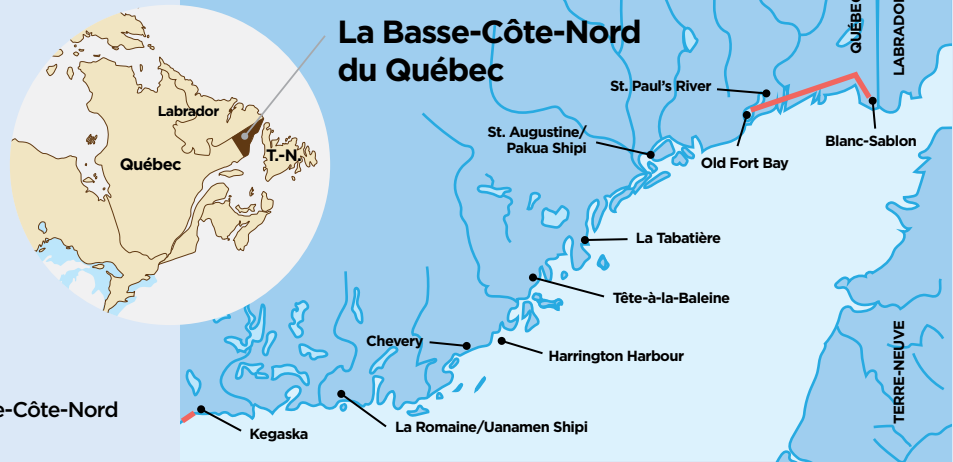 La Basse-Côte-Nord
du Québec
QUÉBEC
LABRADOR
Labrador
Québec
T.-N.
St. Paul's River
St. Augustine/
Pakua Shipi
Old Fort Bay
Blanc-Sablon
La Tabatière
Tête-à-la-Baleine
Chevery
Harrington Harbour
TERRE-NEUVE
e-Côte-Nord
Kegaska
La Romaine/Uanamen Shipi